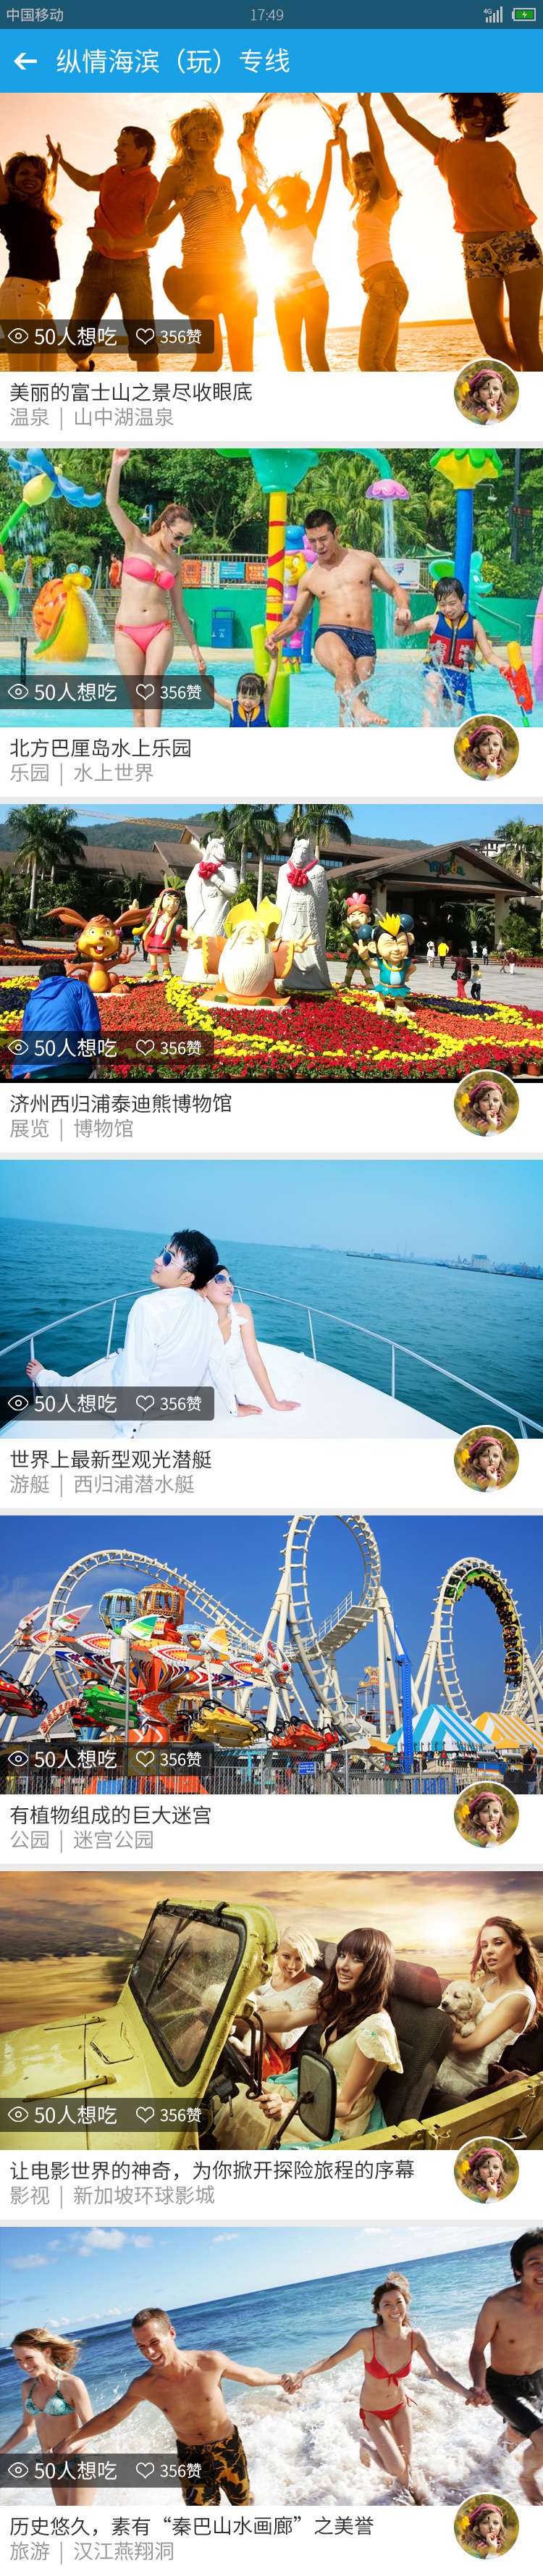 中国移动 17:49 4G
纵情海滨（玩）专线
50人想吃 356赞
美丽的富士山之景尽收眼底
温泉 | 山中湖温泉
50人想吃 356赞
北方巴厘岛水上乐园
乐园 | 水上世界
50人想吃 356赞
济州西归浦泰迪熊博物馆
展览 | 博物馆
50人想吃 356赞
世界上最新型观光潜艇
游艇 | 西归浦潜水艇
50人想吃 356赞
有植物组成的巨大迷宫
公园 | 迷宫公园
50人想吃 356赞
让电影世界的神奇，为你掀开探险旅程的序幕
影视 | 新加坡环球影城
50人想吃 356赞
历史悠久，素有“秦巴山水画廊”之美誉
旅游 | 汉江燕翔洞